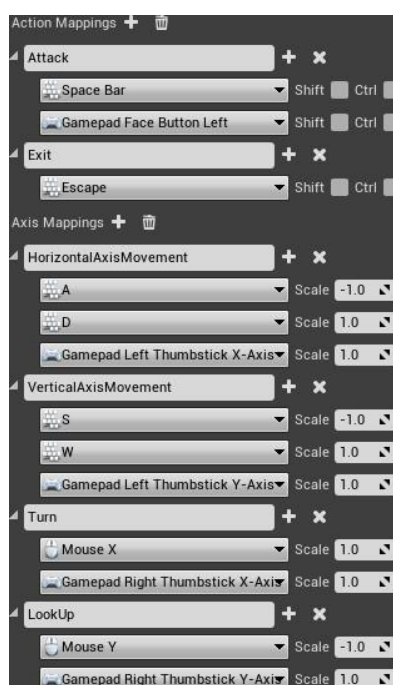 Action Mappings
Attack
Space Bar Shift Ctrl
Gamepad Face Button Left Shift Ctrl
Exit
Escape Shift Ctrl
Axis Mappings
HorizontalAxisMovement
A Scale -1.0
D Scale 1.0
Gamepad Left Thumbstick X-Axis Scale 1.0
VerticalAxisMovement
S Scale -1.0
W Scale 1.0
Gamepad Left Thumbstick Y-Axis Scale 1.0
Turn
Mouse X Scale 1.0
Gamepad Right Thumbstick X-Axis Scale 1.0
LookUp
Mouse Y Scale -1.0
Gamepad Right Thumbstick Y-Axis Scale 1.0